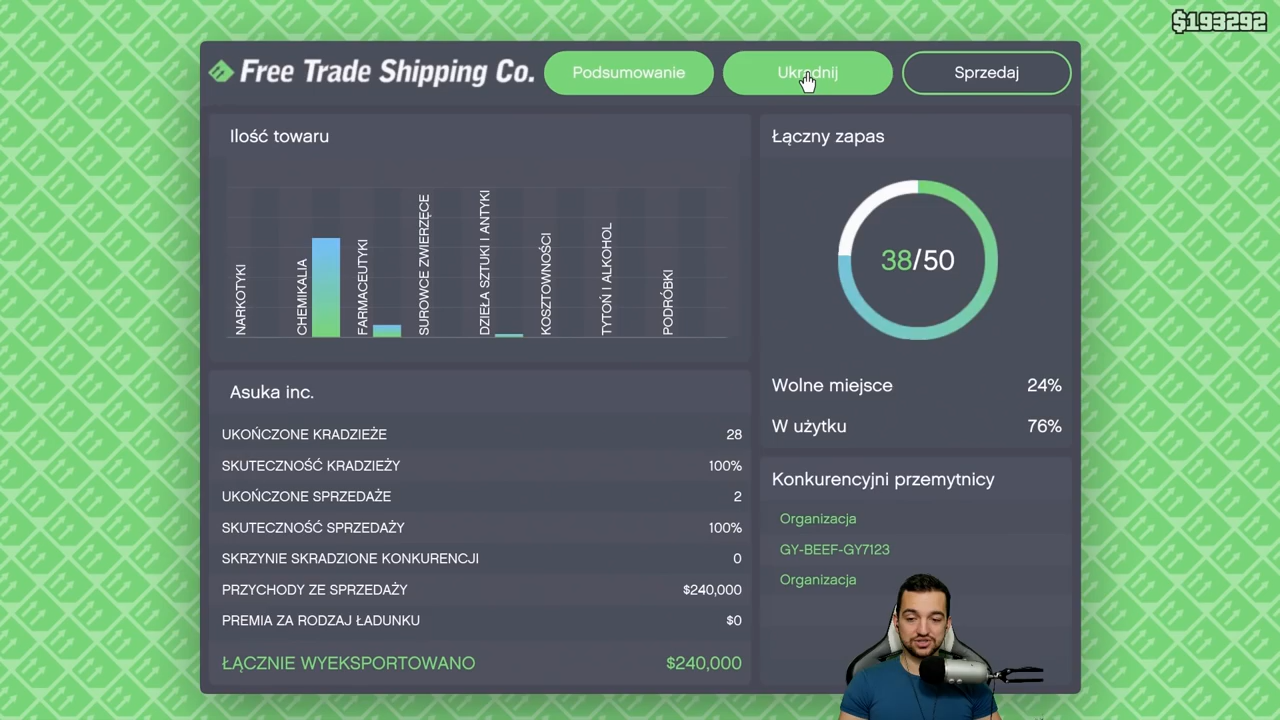 $193292
Free Trade Shipping Co.
Podsumowanie
Ukradnij
Sprzedaj
Ilość towaru
NARKOTYKI
CHEMIKALIA
FARMACEUTYKI
SUROWCE ZWIERZĘCE
DZIEŁA SZTUKI I ANTYKI
KOSZTOWNOŚCI
TYTOŃ I ALKOHOL
PODRÓBKI
Łączny zapas
38/50
Wolne miejsce 24%
W użytku 76%
Asuka inc.
UKOŃCZONE KRADZIEŻE 28
SKUTECZNOŚĆ KRADZIEŻY 100%
UKOŃCZONE SPRZEDAŻE 2
SKUTECZNOŚĆ SPRZEDAŻY 100%
SKRZYNIE SKRADZIONE KONKURENCJI 0
PRZYCHODY ZE SPRZEDAŻY $240,000
PREMIA ZA RODZAJ ŁADUNKU $0
ŁĄCZNIE WYEKSPORTOWANO $240,000
Konkurencyjni przemytnicy
Organizacja
GY-BEEF-GY7123
Organizacja